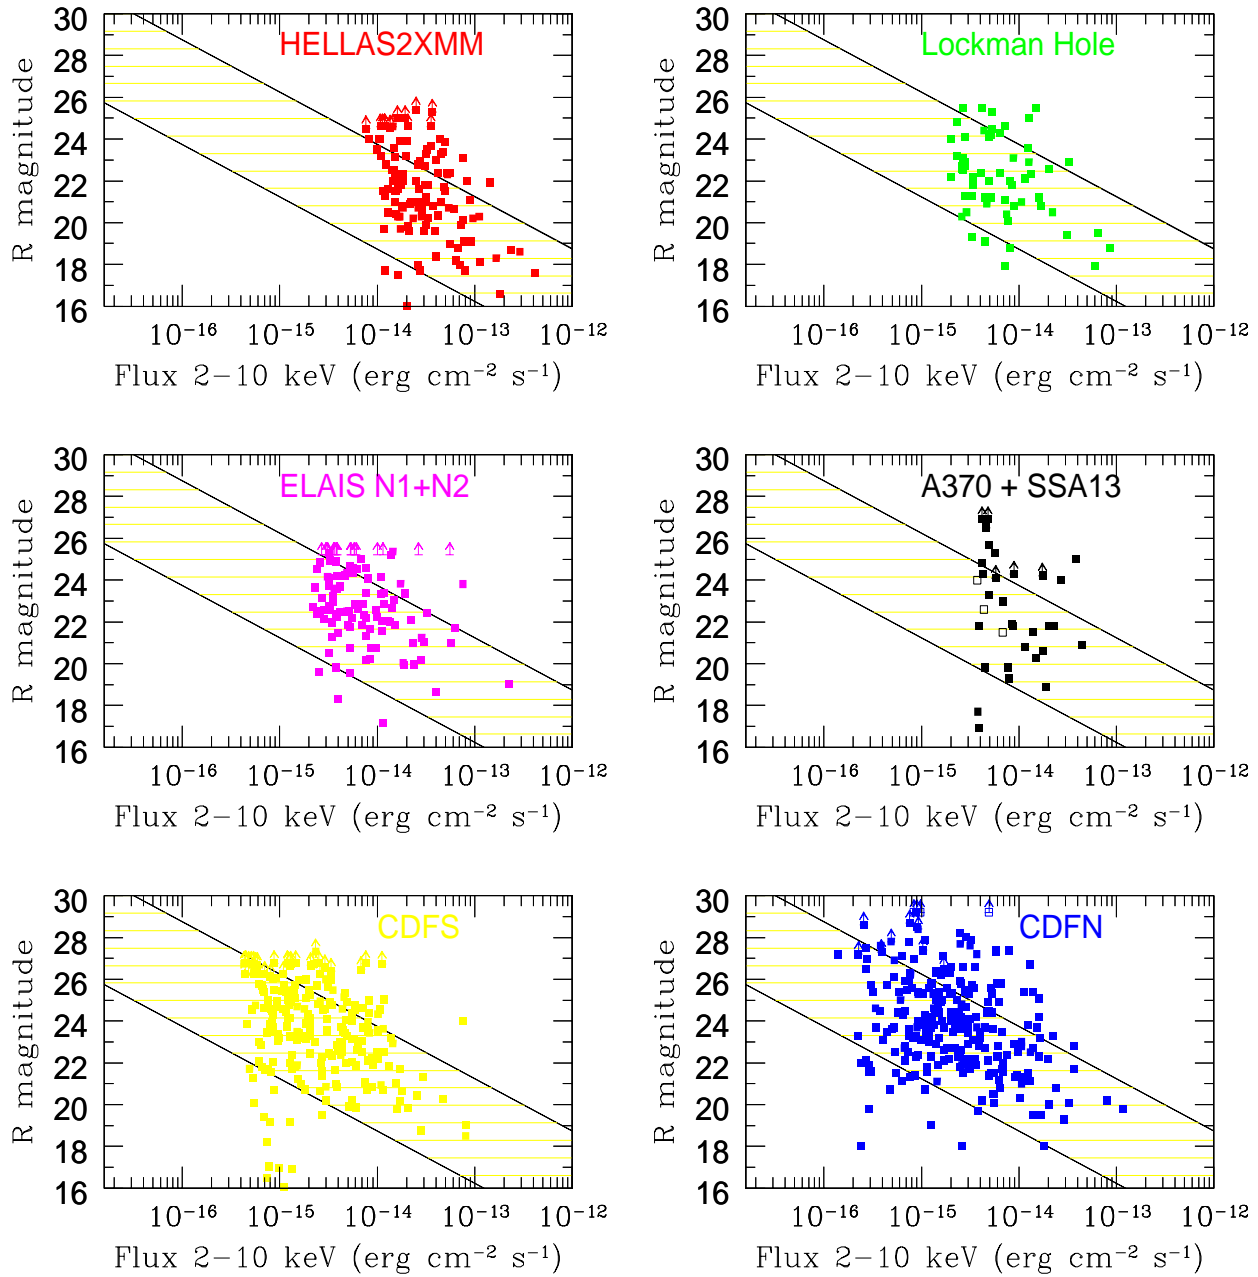 HELLAS2XMM
R magnitude
30
28
26
24
22
20
18
16
10⁻¹⁶ 10⁻¹⁵ 10⁻¹⁴ 10⁻¹³ 10⁻¹²
Flux 2−10 keV (erg cm⁻² s⁻¹)
Lockman Hole
R magnitude
30
28
26
24
22
20
18
16
10⁻¹⁶ 10⁻¹⁵ 10⁻¹⁴ 10⁻¹³ 10⁻¹²
Flux 2−10 keV (erg cm⁻² s⁻¹)
ELAIS N1+N2
R magnitude
30
28
26
24
22
20
18
16
10⁻¹⁶ 10⁻¹⁵ 10⁻¹⁴ 10⁻¹³ 10⁻¹²
Flux 2−10 keV (erg cm⁻² s⁻¹)
A370 + SSA13
R magnitude
30
28
26
24
22
20
18
16
10⁻¹⁶ 10⁻¹⁵ 10⁻¹⁴ 10⁻¹³ 10⁻¹²
Flux 2−10 keV (erg cm⁻² s⁻¹)
CDFS
R magnitude
30
28
26
24
22
20
18
16
10⁻¹⁶ 10⁻¹⁵ 10⁻¹⁴ 10⁻¹³ 10⁻¹²
Flux 2−10 keV (erg cm⁻² s⁻¹)
CDFN
R magnitude
30
28
26
24
22
20
18
16
10⁻¹⁶ 10⁻¹⁵ 10⁻¹⁴ 10⁻¹³ 10⁻¹²
Flux 2−10 keV (erg cm⁻² s⁻¹)